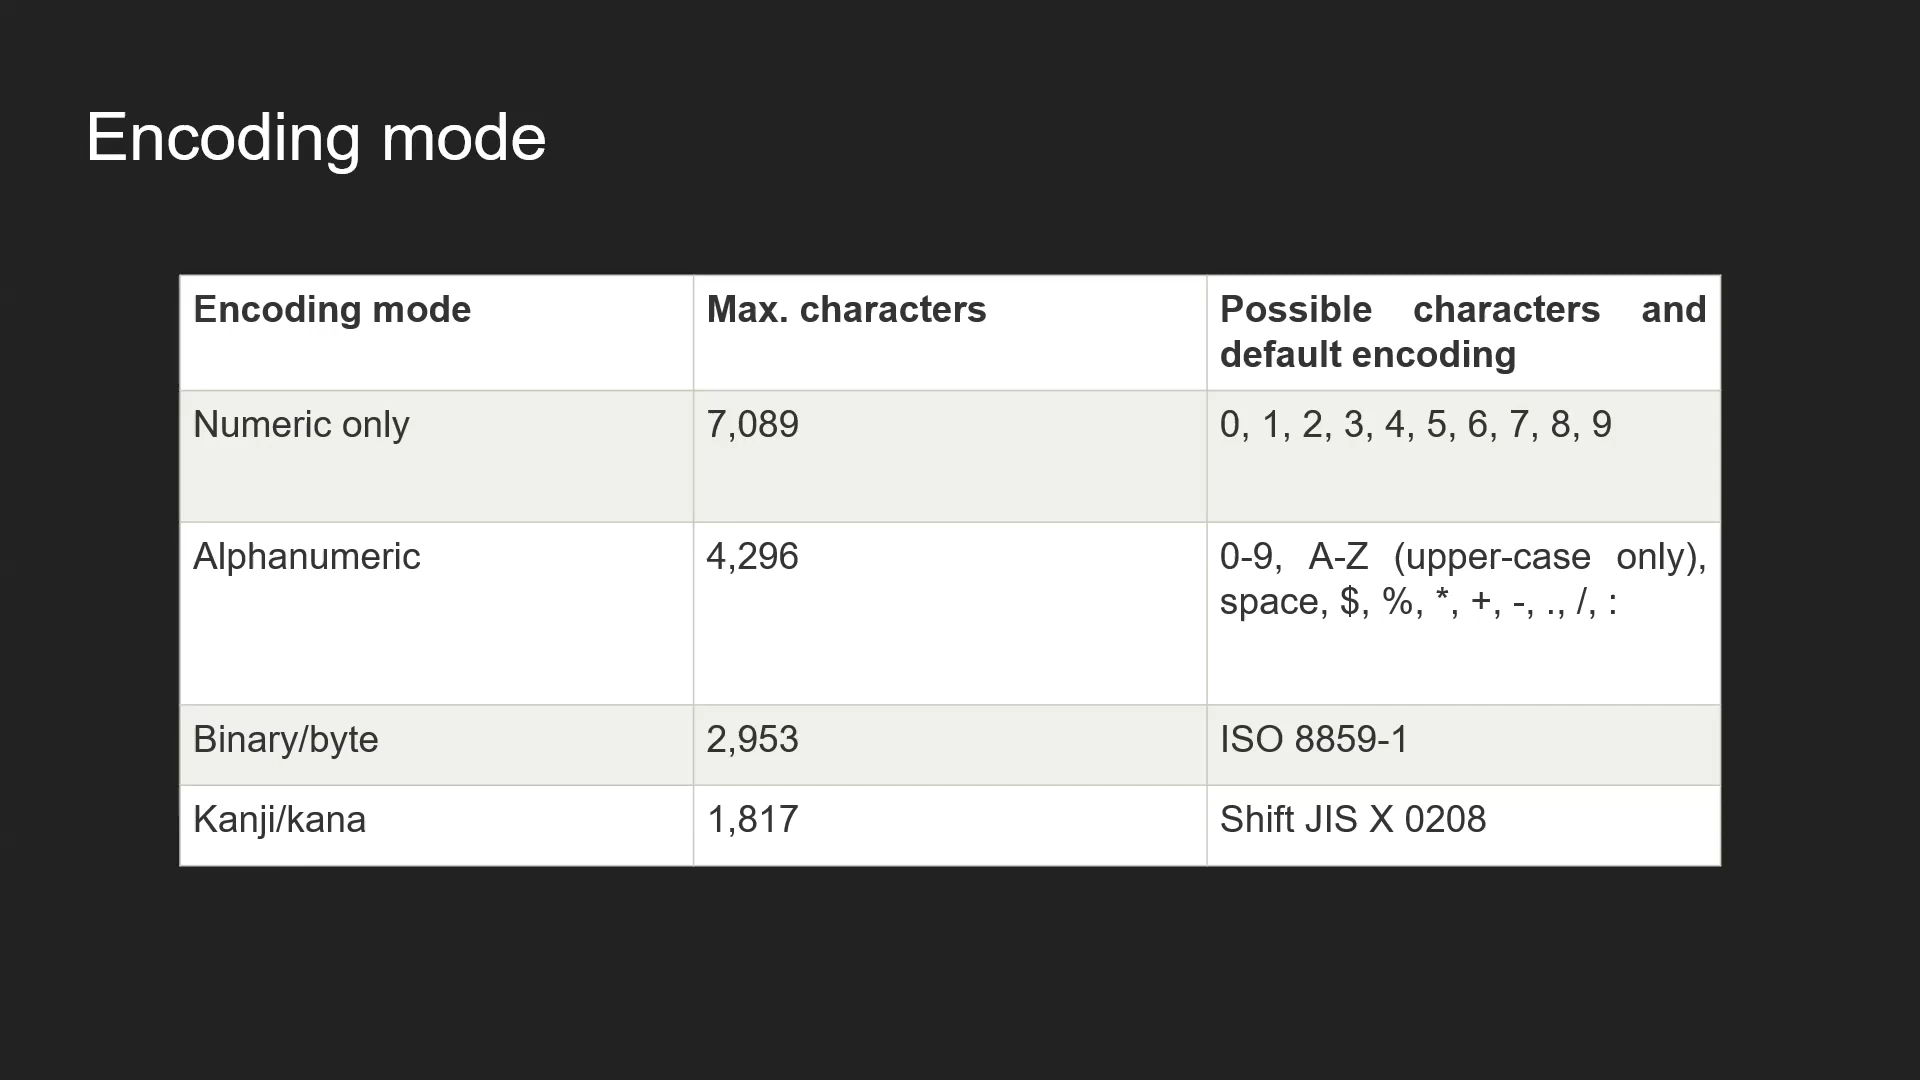 Encoding mode
Encoding mode
Max. characters
Possible characters and
default encoding
Numeric only
7,089
0, 1, 2, 3, 4, 5, 6, 7, 8, 9
Alphanumeric
4,296
0-9, A-Z (upper-case only),
space, $, %, *, +, -, ., /, :
Binary/byte
2,953
ISO 8859-1
Kanji/kana
1,817
Shift JIS X 0208